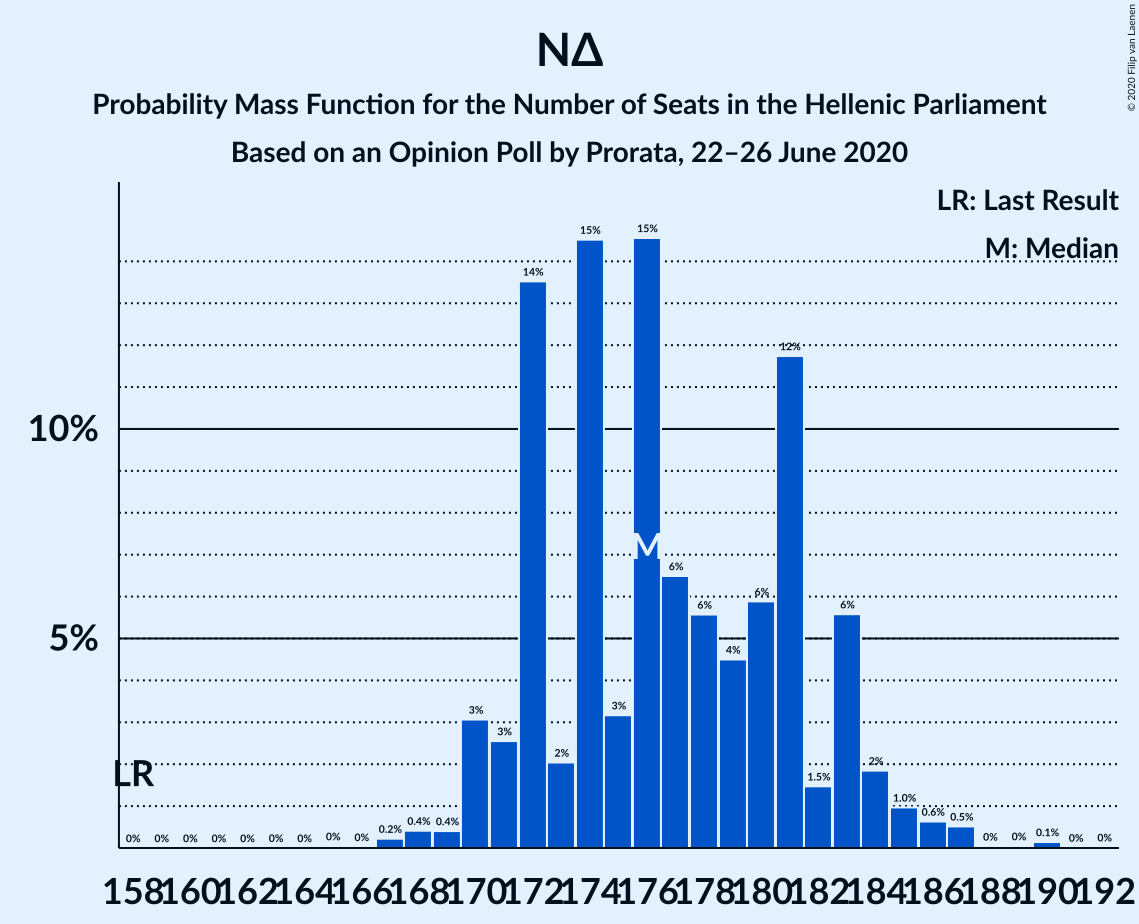 ΝΔ
Probability Mass Function for the Number of Seats in the Hellenic Parliament
Based on an Opinion Poll by Prorata, 22–26 June 2020
© 2020 Filip van Laenen
LR: Last Result
M: Median
10%
5%
LR
M
0% 0% 0% 0% 0% 0% 0% 0% 0% 0.2% 0.4% 0.4% 3% 3% 14% 2% 15% 3% 15% 6% 6% 4% 6% 12% 1.5% 6% 2% 1.0% 0.6% 0.5% 0% 0% 0.1% 0% 0%
158 160 162 164 166 168 170 172 174 176 178 180 182 184 186 188 190 192